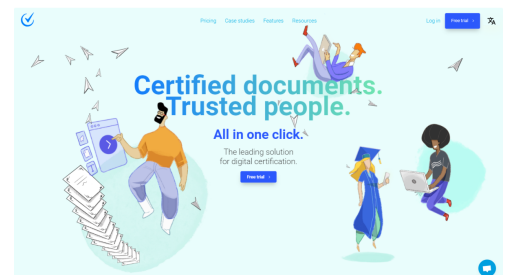 Pricing Case studies Features Resources
Log in Free trial
Certified documents.
Trusted people.
All in one click.
The leading solution
for digital certification.
Free trial